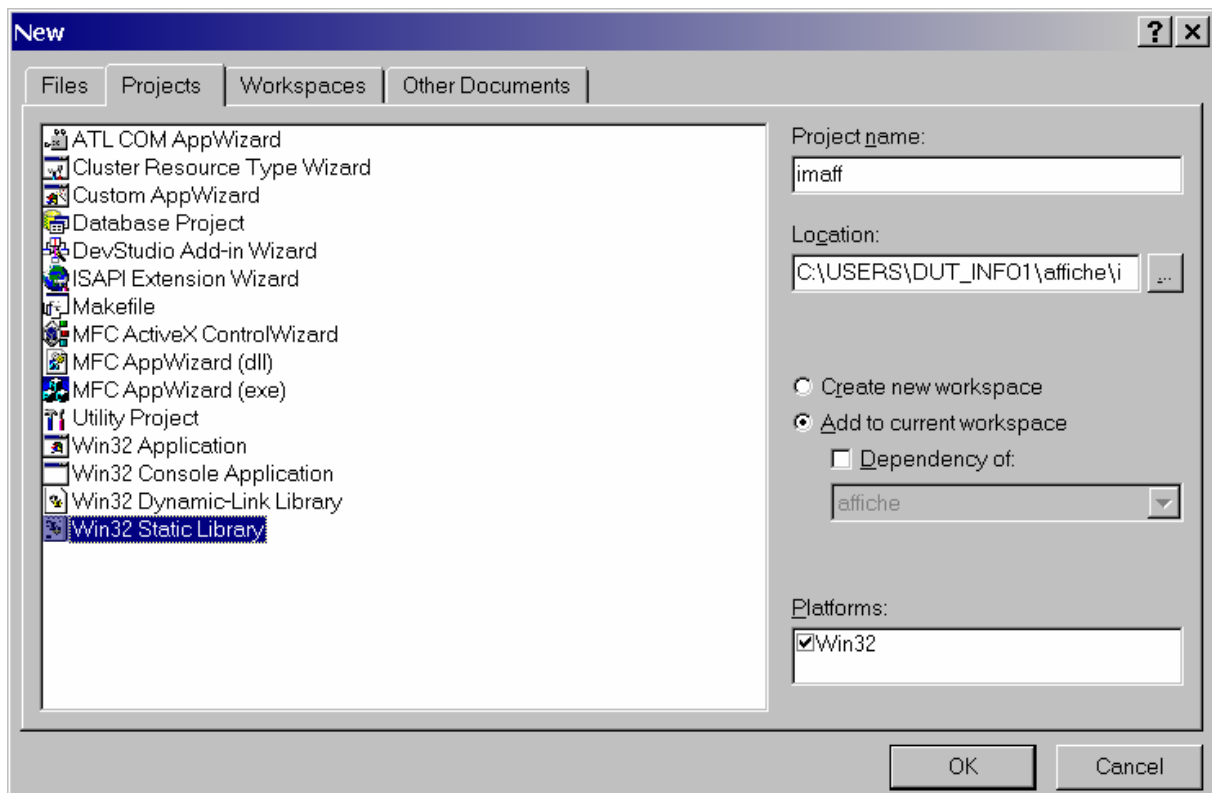 New
Files
Projects
Workspaces
Other Documents
ATL COM AppWizard
Cluster Resource Type Wizard
Custom AppWizard
Database Project
DevStudio Add-in Wizard
ISAPI Extension Wizard
Makefile
MFC ActiveX ControlWizard
MFC AppWizard (dll)
MFC AppWizard (exe)
Utility Project
Win32 Application
Win32 Console Application
Win32 Dynamic-Link Library
Win32 Static Library
Project name:
imaff
Location:
C:\USERS\DUT_INFO1\affiche\i
...
Create new workspace
Add to current workspace
Dependency of:
affiche
Platforms:
Win32
OK
Cancel